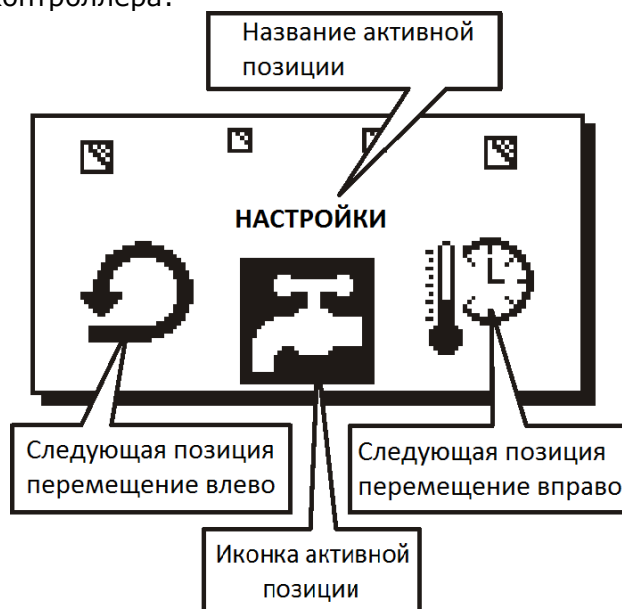 контроллера.
Название активной
позиции
НАСТРОЙКИ
Следующая позиция
перемещение влево
Следующая позиция
перемещение вправо
Иконка активной
позиции